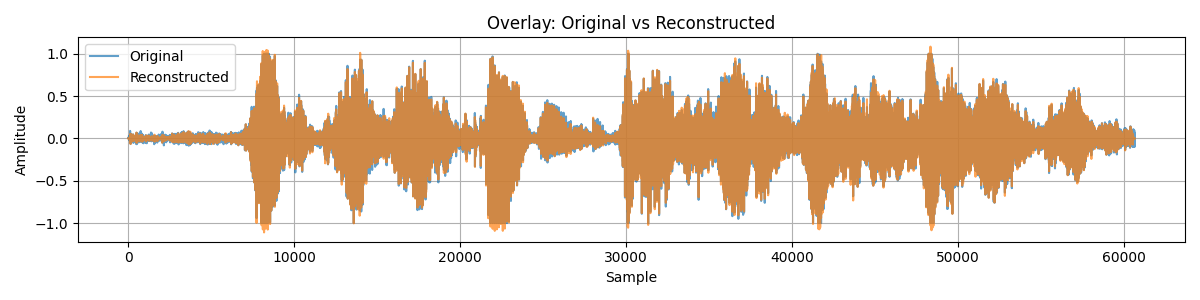 Overlay: Original vs Reconstructed
Original
Reconstructed
1.0
0.5
0.0
−0.5
−1.0
Amplitude
0 10000 20000 30000 40000 50000 60000
Sample